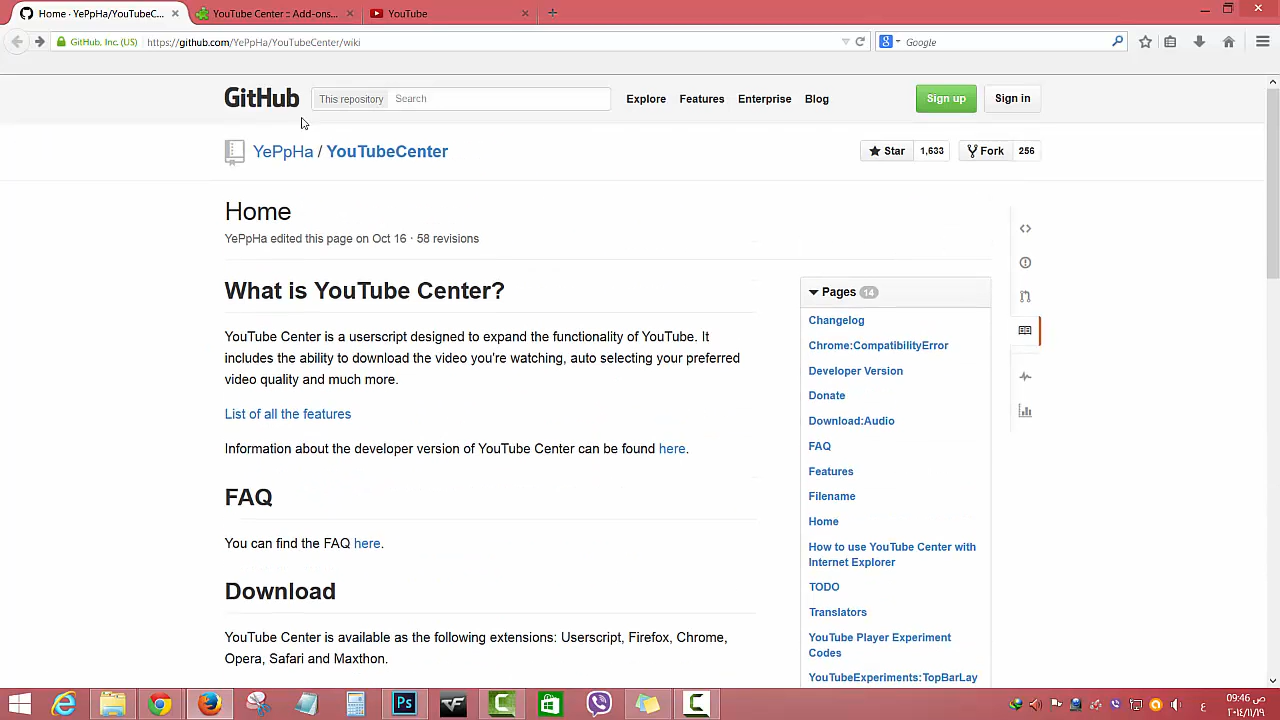 Home · YePpHa/YouTubeC...
YouTube Center :: Add-ons...
YouTube
GitHub, Inc. (US)
https://github.com/YePpHa/YouTubeCenter/wiki
Google
GitHub
This repository
Search
Explore
Features
Enterprise
Blog
Sign up
Sign in
YePpHa / YouTubeCenter
Star 1,633
Fork 256
Home
YePpHa edited this page on Oct 16 · 58 revisions
What is YouTube Center?
YouTube Center is a userscript designed to expand the functionality of YouTube. It
includes the ability to download the video you're watching, auto selecting your preferred
video quality and much more.
List of all the features
Information about the developer version of YouTube Center can be found here.
FAQ
You can find the FAQ here.
Download
YouTube Center is available as the following extensions: Userscript, Firefox, Chrome,
Opera, Safari and Maxthon.
Pages 14
Changelog
Chrome:CompatibilityError
Developer Version
Donate
Download:Audio
FAQ
Features
Filename
Home
How to use YouTube Center with
Internet Explorer
TODO
Translators
YouTube Player Experiment
Codes
YouTubeExperiments:TopBarLay
Ps
ع
09:46 ص
٢٠١٤/١١/١٩